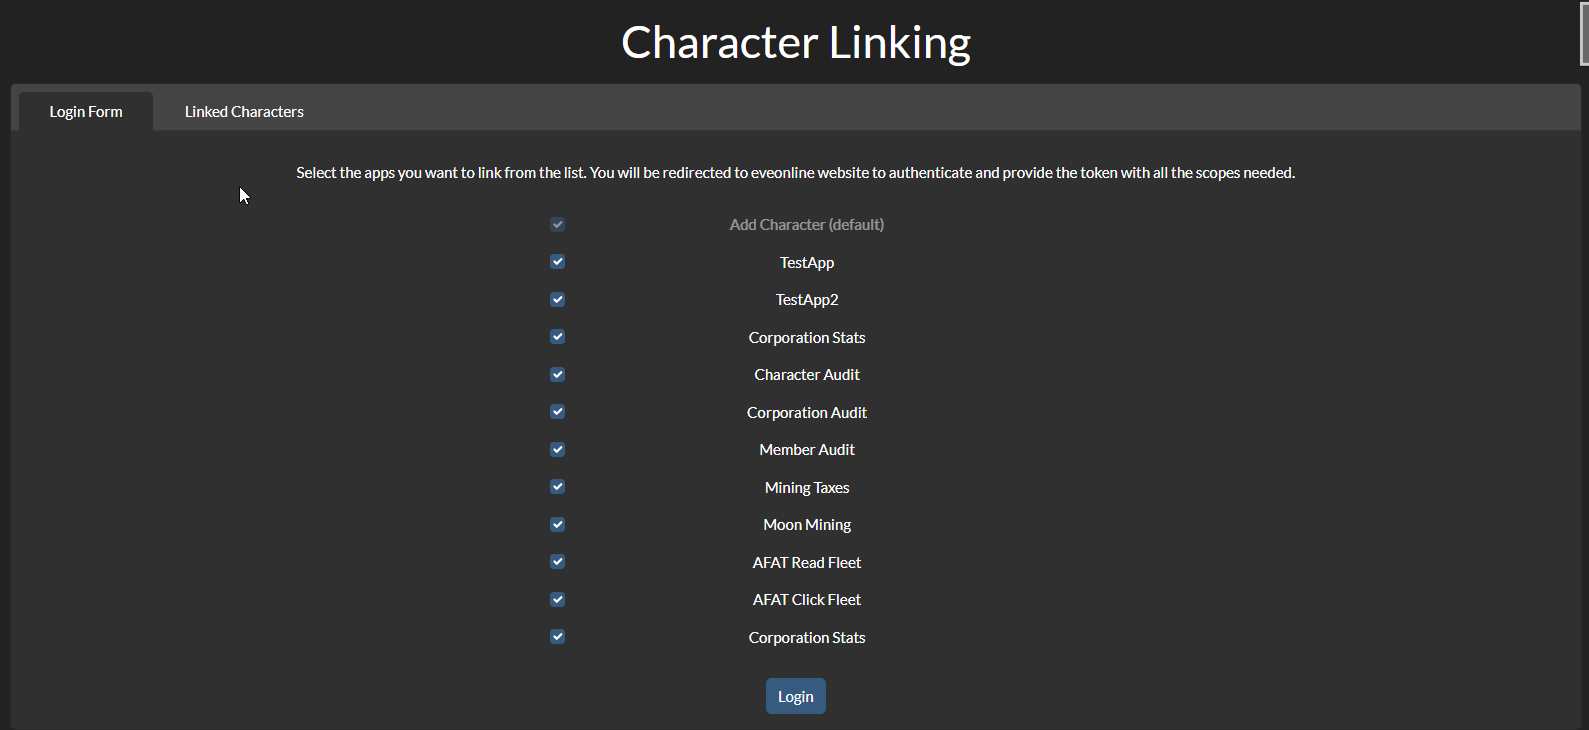 Character Linking
Login Form
Linked Characters
Select the apps you want to link from the list. You will be redirected to eveonline website to authenticate and provide the token with all the scopes needed.
Add Character (default)
TestApp
TestApp2
Corporation Stats
Character Audit
Corporation Audit
Member Audit
Mining Taxes
Moon Mining
AFAT Read Fleet
AFAT Click Fleet
Corporation Stats
Login